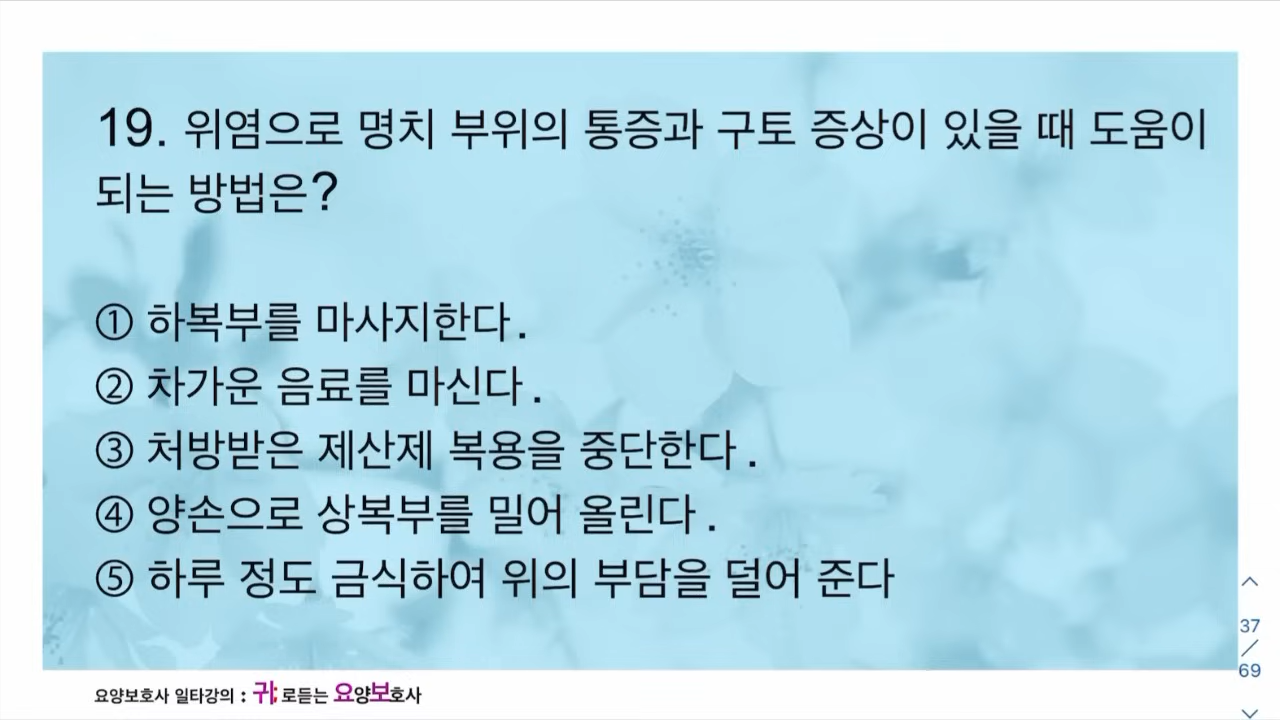 19. 위염으로 명치 부위의 통증과 구토 증상이 있을 때 도움이
되는 방법은?
① 하복부를 마사지한다.
② 차가운 음료를 마신다.
③ 처방받은 제산제 복용을 중단한다.
④ 양손으로 상복부를 밀어 올린다.
⑤ 하루 정도 금식하여 위의 부담을 덜어 준다
37
/
69
요양보호사 일타강의 : 귀; 로듣는 요양보호사